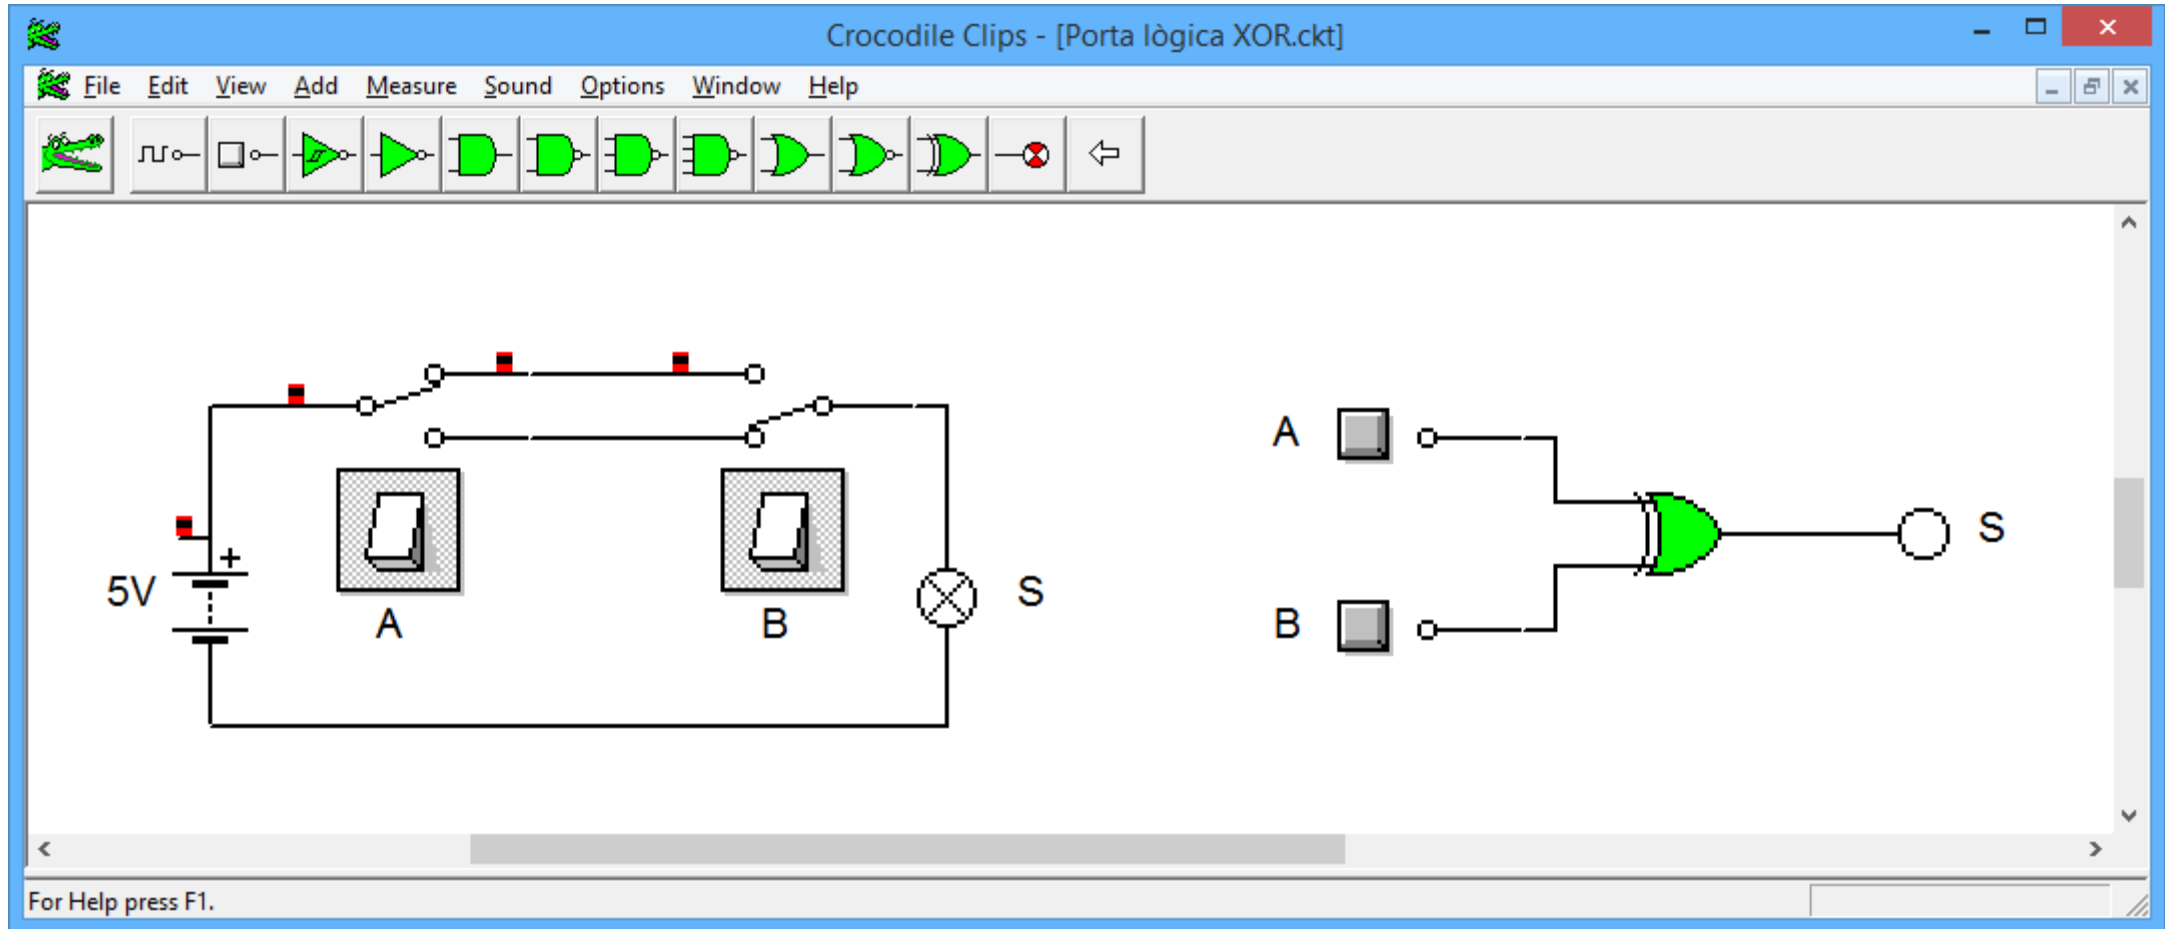 Crocodile Clips - [Porta lògica XOR.ckt]
File Edit View Add Measure Sound Options Window Help
5V
+
A
B
S
A
B
S
For Help press F1.